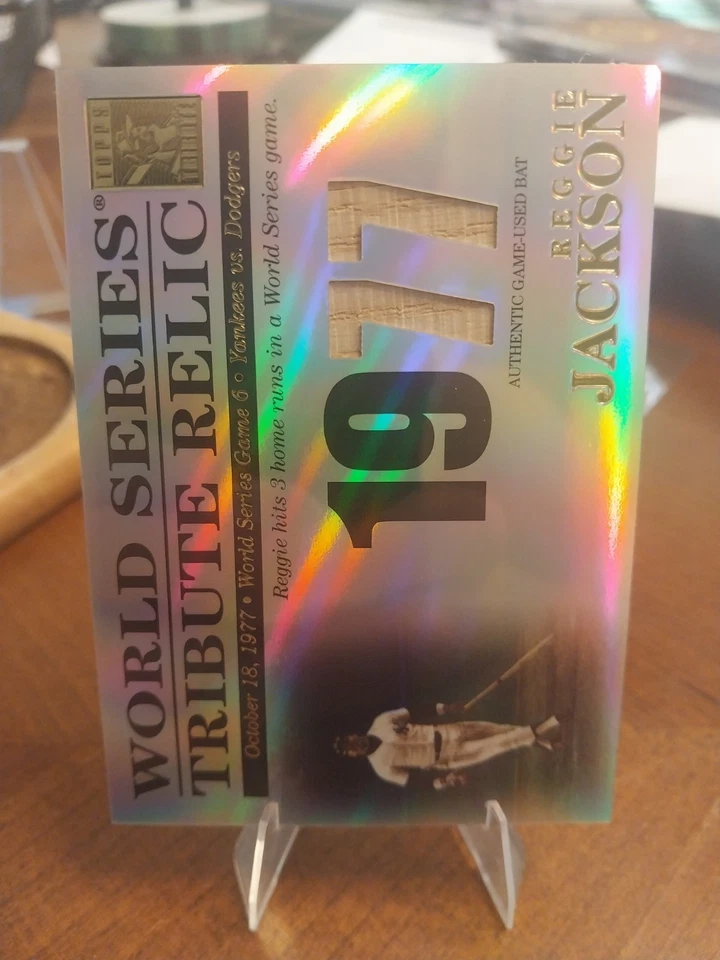 TOPPS
TRIBUTE
WORLD SERIES®
TRIBUTE RELIC
October 18, 1977 • World Series Game 6 • Yankees vs. Dodgers
Reggie hits 3 home runs in a World Series game.
1977
AUTHENTIC GAME-USED BAT
REGGIE
JACKSON